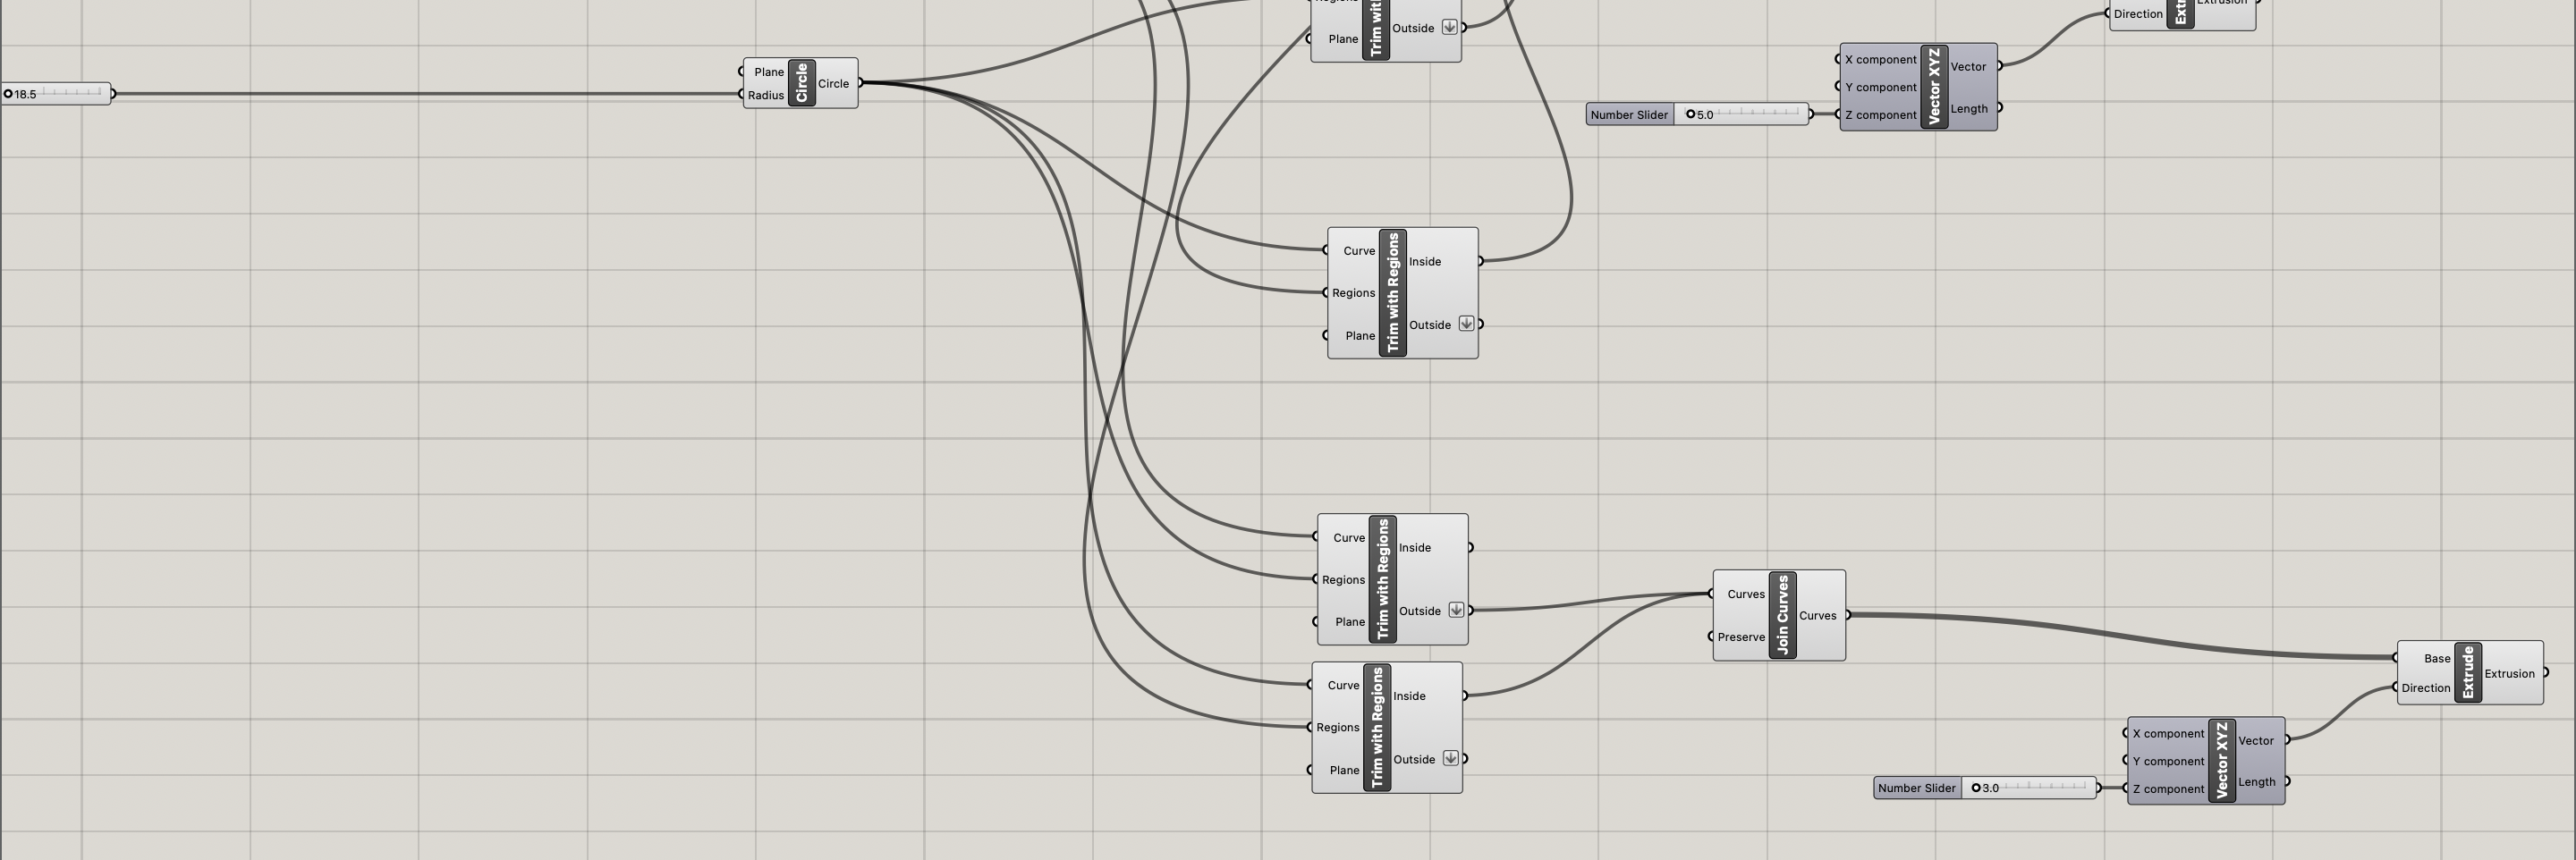 Plane
Outside
Trim wit
Direction
18.5
Plane
Radius
Circle
Circle
X component
Y component
Z component
Vector XYZ
Vector
Length
Number Slider
5.0
Curve
Regions
Plane
Trim with Regions
Inside
Outside
Curve
Regions
Plane
Trim with Regions
Inside
Outside
Curves
Preserve
Join Curves
Curves
Base
Direction
Extrude
Extrusion
Curve
Regions
Plane
Trim with Regions
Inside
Outside
X component
Y component
Z component
Vector XYZ
Vector
Length
Number Slider
3.0